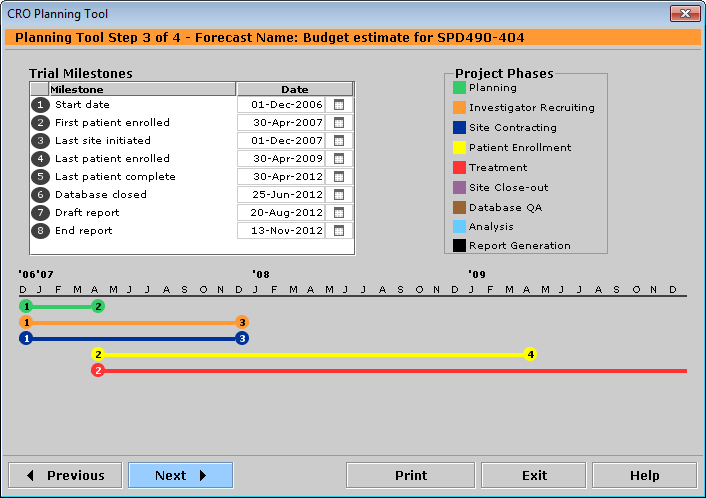 CRO Planning Tool
Planning Tool Step 3 of 4 - Forecast Name: Budget estimate for SPD490-404
Trial Milestones
Milestone Date
1 Start date 01-Dec-2006
2 First patient enrolled 30-Apr-2007
3 Last site initiated 01-Dec-2007
4 Last patient enrolled 30-Apr-2009
5 Last patient complete 30-Apr-2012
6 Database closed 25-Jun-2012
7 Draft report 20-Aug-2012
8 End report 13-Nov-2012
Project Phases
Planning
Investigator Recruiting
Site Contracting
Patient Enrollment
Treatment
Site Close-out
Database QA
Analysis
Report Generation
'06'07 '08 '09
D J F M A M J J A S O N D J F M A M J J A S O N D J F M A M J J A S O N D
1 2
1 3
1 3
2 4
2
Previous Next Print Exit Help